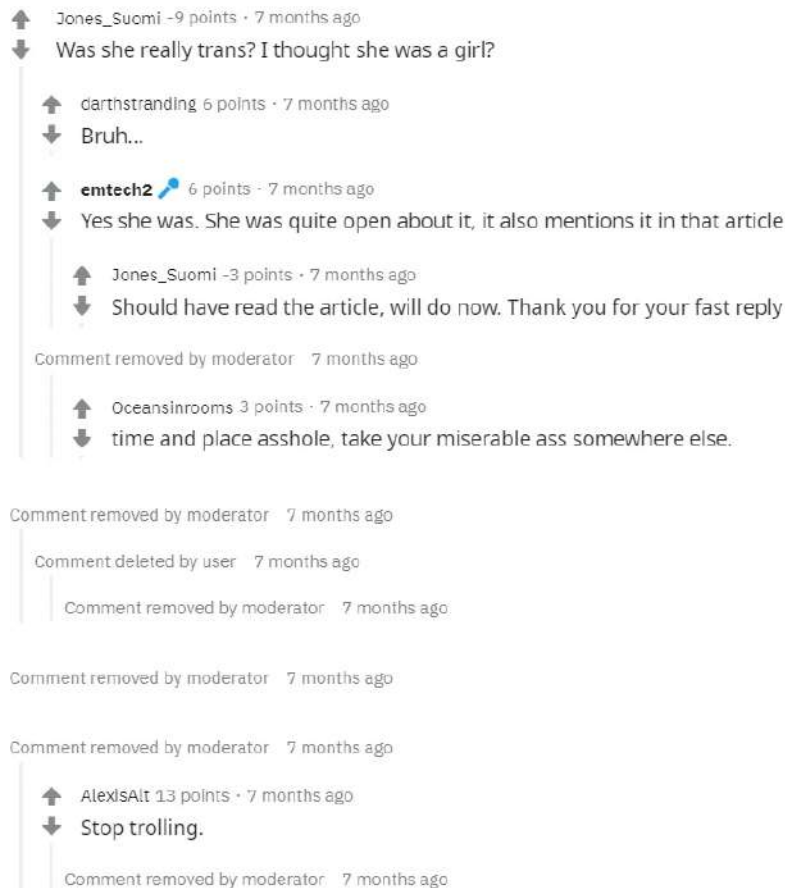 Jones_Suomi -9 points · 7 months ago
Was she really trans? I thought she was a girl?
darthstranding 6 points · 7 months ago
Bruh...
emtech2 6 points · 7 months ago
Yes she was. She was quite open about it, it also mentions it in that article
Jones_Suomi -3 points · 7 months ago
Should have read the article, will do now. Thank you for your fast reply
Comment removed by moderator 7 months ago
Oceansinrooms 3 points · 7 months ago
time and place asshole, take your miserable ass somewhere else.
Comment removed by moderator 7 months ago
Comment deleted by user 7 months ago
Comment removed by moderator 7 months ago
Comment removed by moderator 7 months ago
Comment removed by moderator 7 months ago
AlexisAlt 13 points · 7 months ago
Stop trolling.
Comment removed by moderator 7 months ago